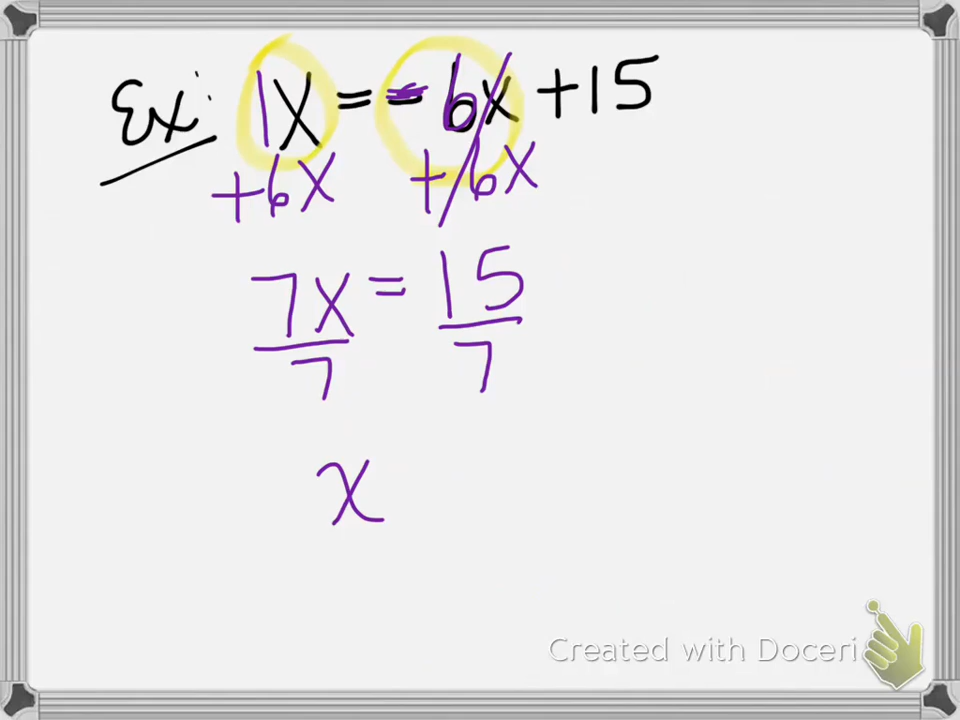 Ex: 1x = -6x +15
+6x +6x
7x = 15
7 7
x
Created with Doceri